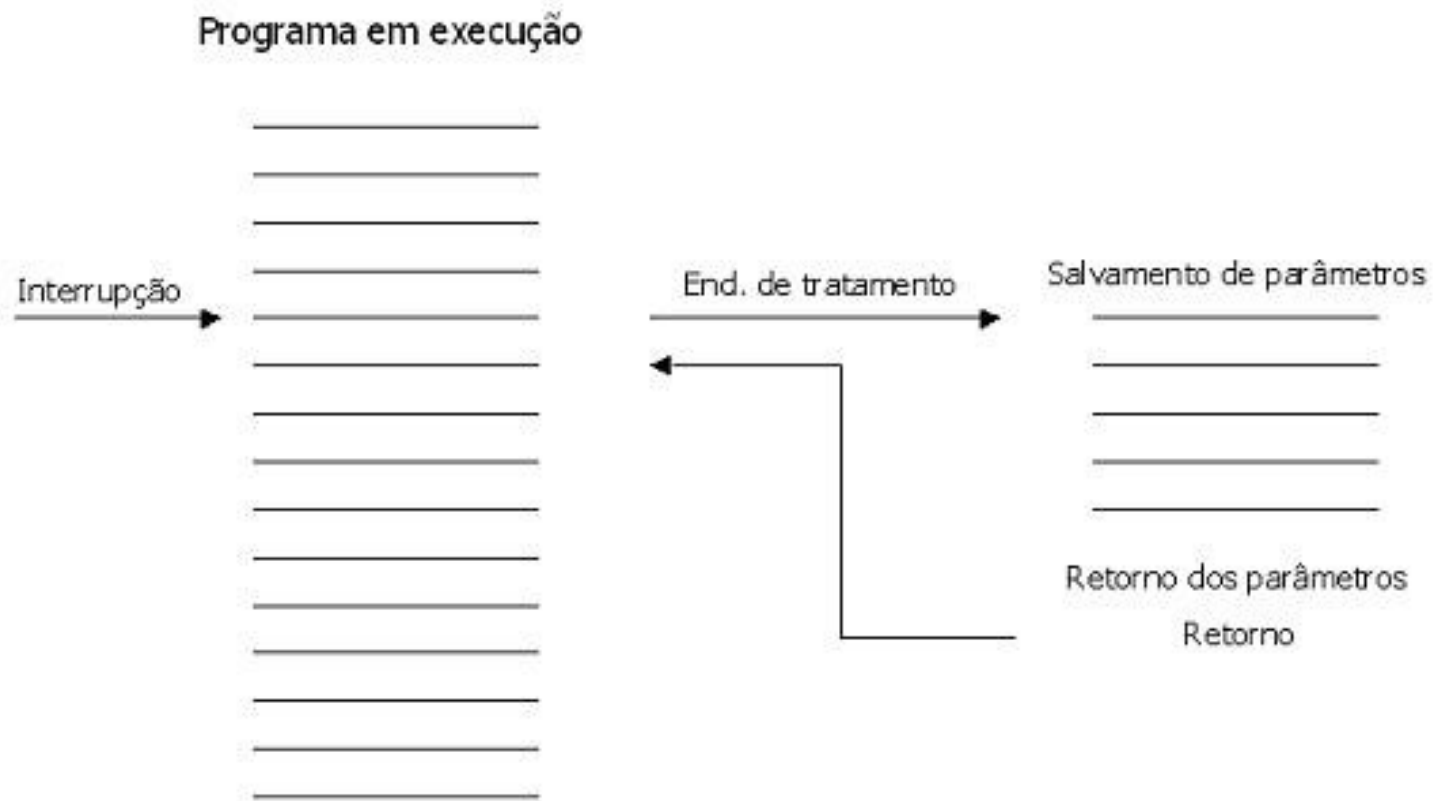 Programa em execução
Interrupção
End. de tratamento
Salvamento de parâmetros
Retorno dos parâmetros
Retorno